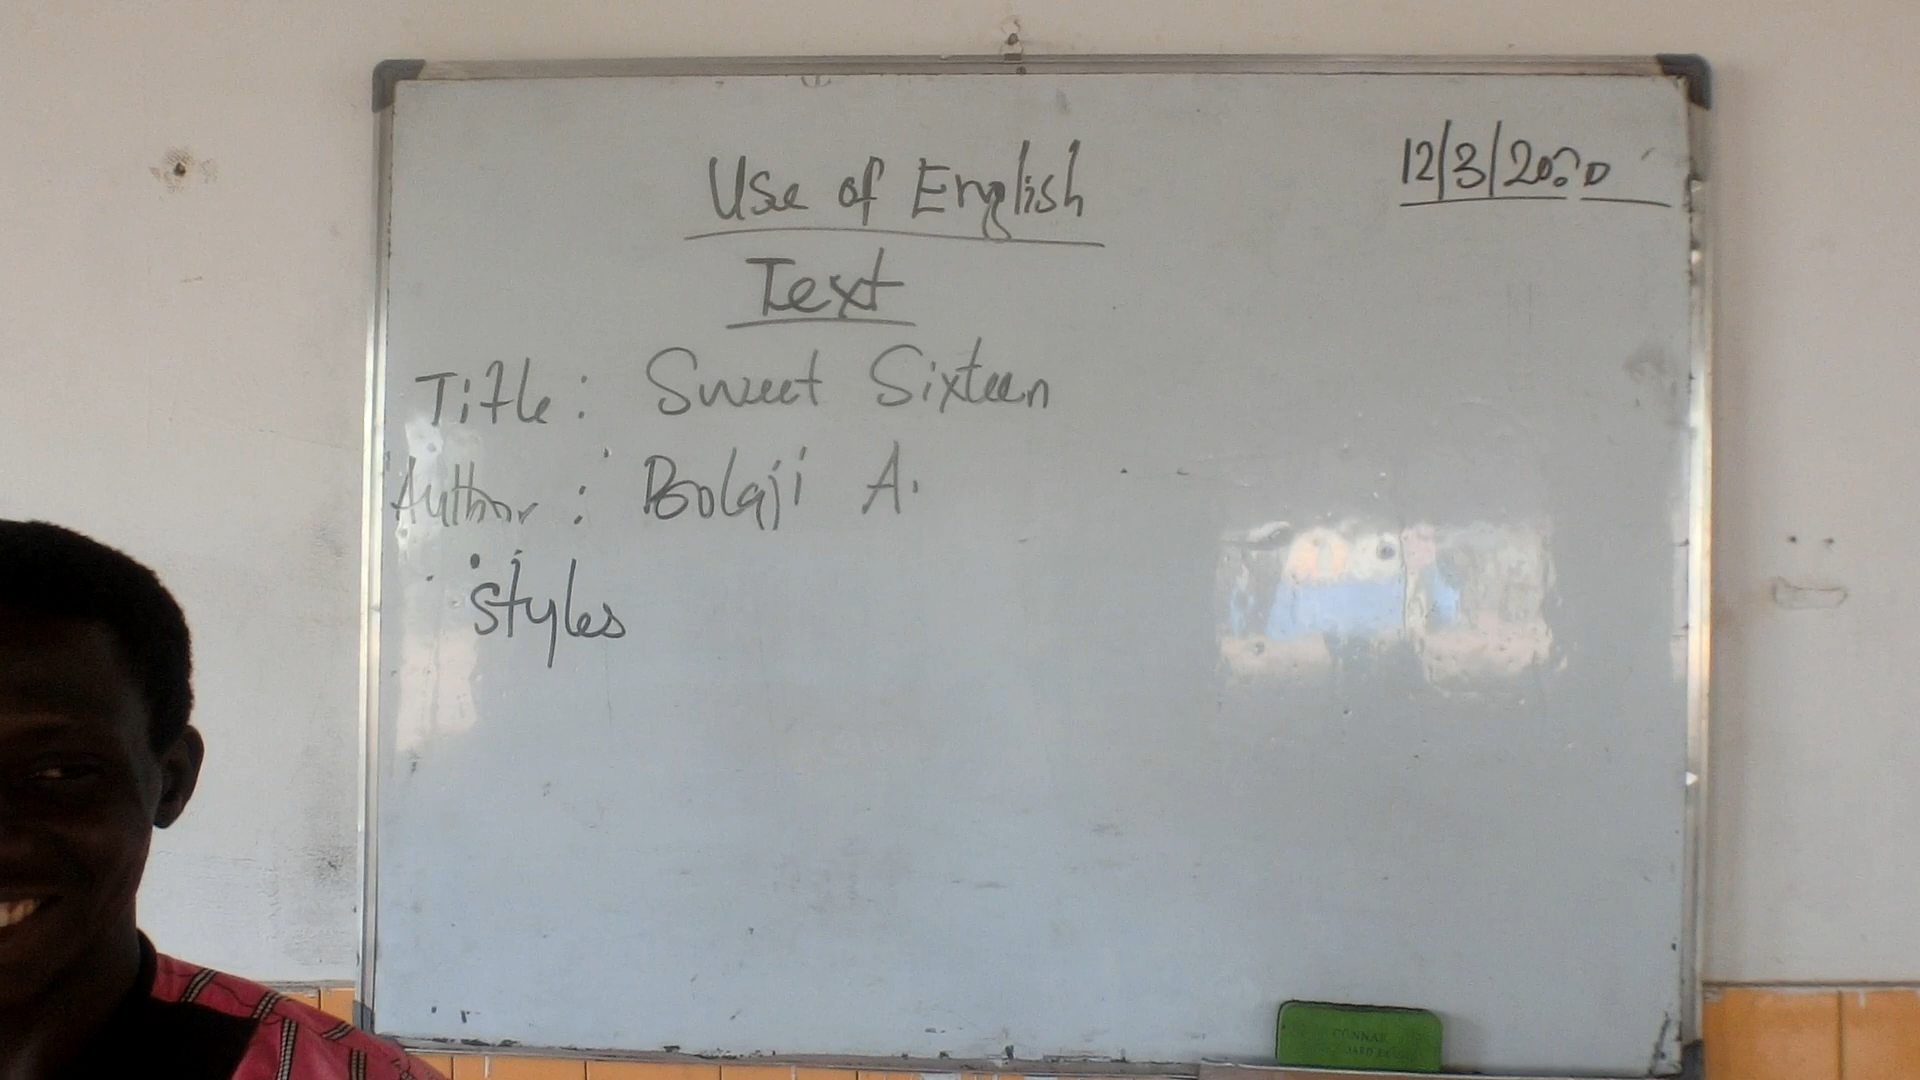 12/3/2020
Use of English
Text
Title: Sweet Sixteen
Author: Bolaji A.
Styles